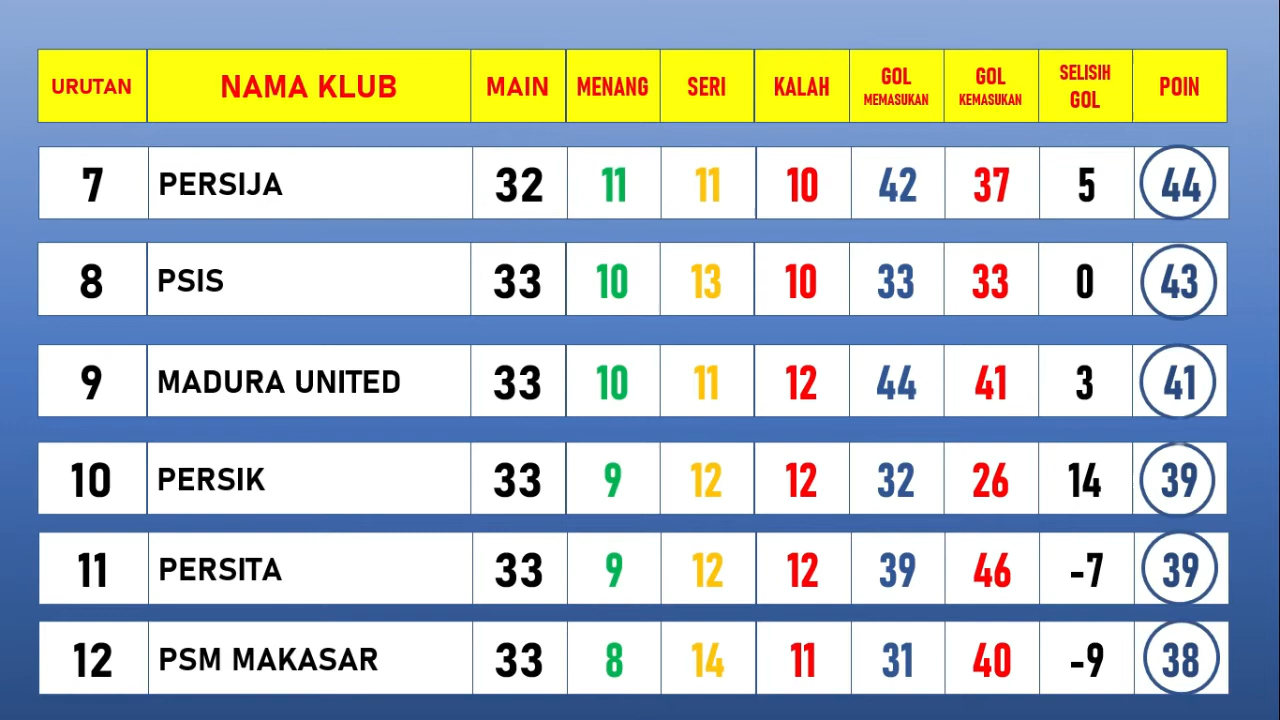 URUTAN NAMA KLUB MAIN MENANG SERI KALAH GOL MEMASUKAN GOL KEMASUKAN SELISIH GOL POIN
7 PERSIJA 32 11 11 10 42 37 5 44
8 PSIS 33 10 13 10 33 33 0 43
9 MADURA UNITED 33 10 11 12 44 41 3 41
10 PERSIK 33 9 12 12 32 26 14 39
11 PERSITA 33 9 12 12 39 46 -7 39
12 PSM MAKASAR 33 8 14 11 31 40 -9 38